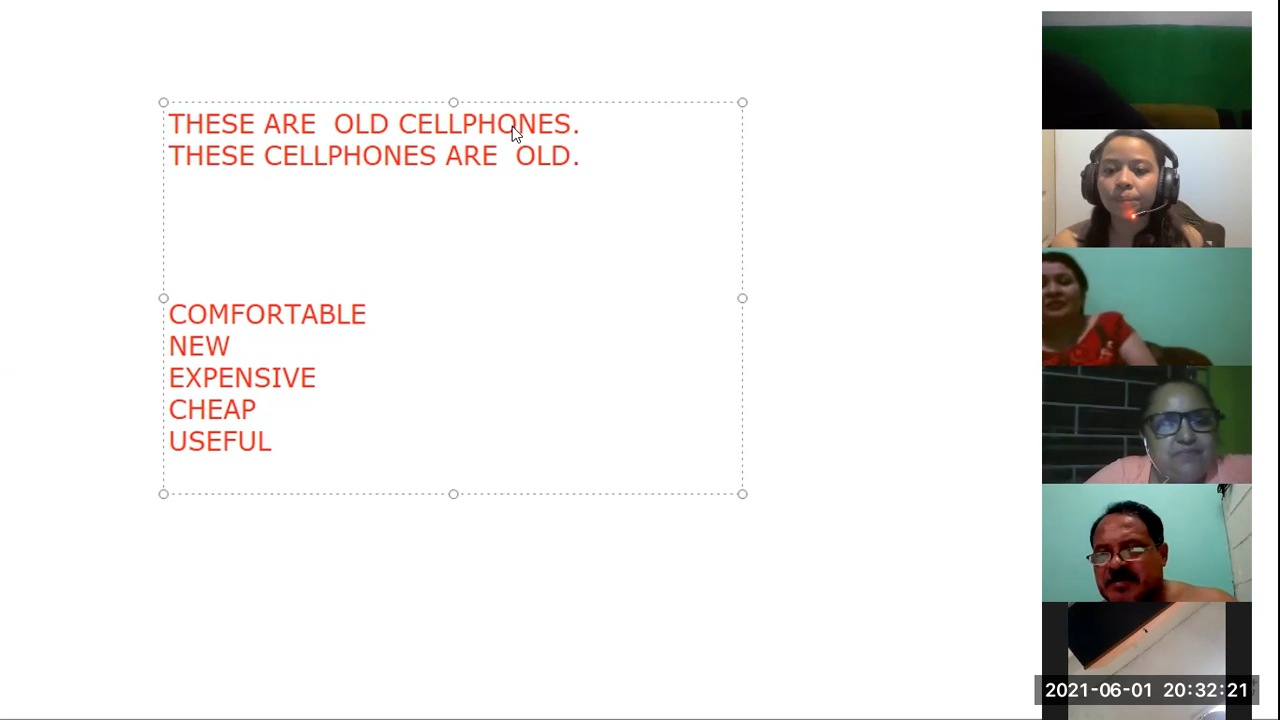 THESE ARE  OLD CELLPHONES.
THESE CELLPHONES ARE  OLD.
COMFORTABLE
NEW
EXPENSIVE
CHEAP
USEFUL
2021-06-01 20:32:21